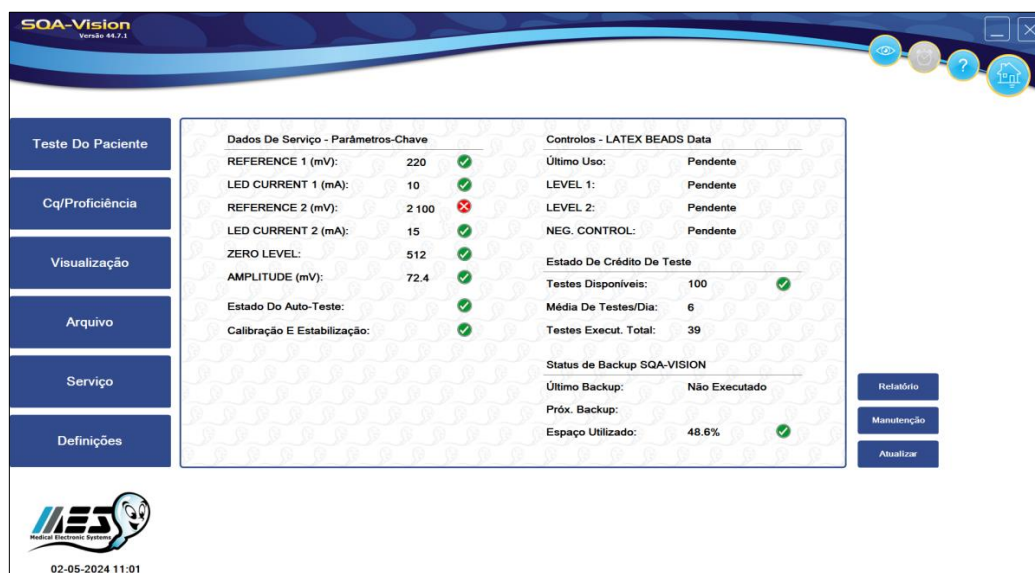 SQA-Vision
Versão 44.7.1
?
Teste Do Paciente
Cq/Proficiência
Visualização
Arquivo
Serviço
Definições
Dados De Serviço - Parâmetros-Chave
REFERENCE 1 (mV): 220
LED CURRENT 1 (mA): 10
REFERENCE 2 (mV): 2 100
LED CURRENT 2 (mA): 15
ZERO LEVEL: 512
AMPLITUDE (mV): 72.4
Estado Do Auto-Teste:
Calibração E Estabilização:
Controlos - LATEX BEADS Data
Último Uso: Pendente
LEVEL 1: Pendente
LEVEL 2: Pendente
NEG. CONTROL: Pendente
Estado De Crédito De Teste
Testes Disponíveis: 100
Média De Testes/Dia: 6
Testes Execut. Total: 39
Status de Backup SQA-VISION
Último Backup: Não Executado
Próx. Backup:
Espaço Utilizado: 48.6%
Relatório
Manutenção
Atualizar
MES
Medical Electronic Systems
02-05-2024 11:01